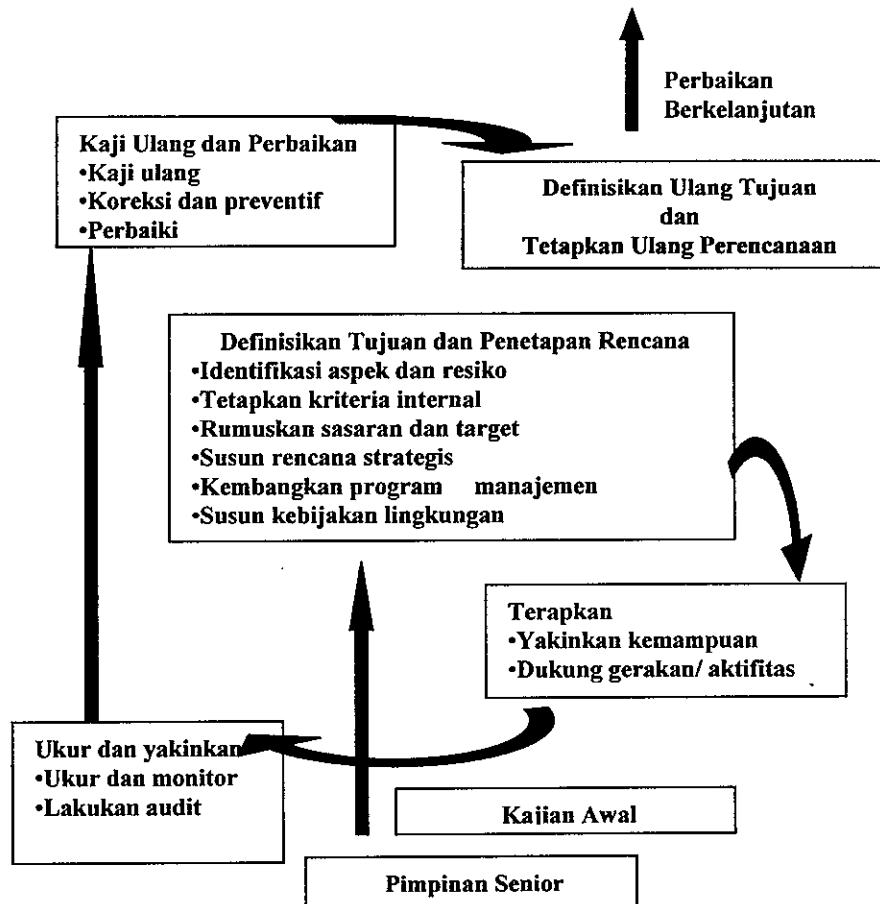 Perbaikan
Berkelanjutan
Kaji Ulang dan Perbaikan
•Kaji ulang
•Koreksi dan preventif
•Perbaiki
Definisikan Ulang Tujuan
dan
Tetapkan Ulang Perencanaan
Definisikan Tujuan dan Penetapan Rencana
•Identifikasi aspek dan resiko
•Tetapkan kriteria internal
•Rumuskan sasaran dan target
•Susun rencana strategis
•Kembangkan program manajemen
•Susun kebijakan lingkungan
Terapkan
•Yakinkan kemampuan
•Dukung gerakan/ aktifitas
Ukur dan yakinkan
•Ukur dan monitor
•Lakukan audit
Kajian Awal
Pimpinan Senior